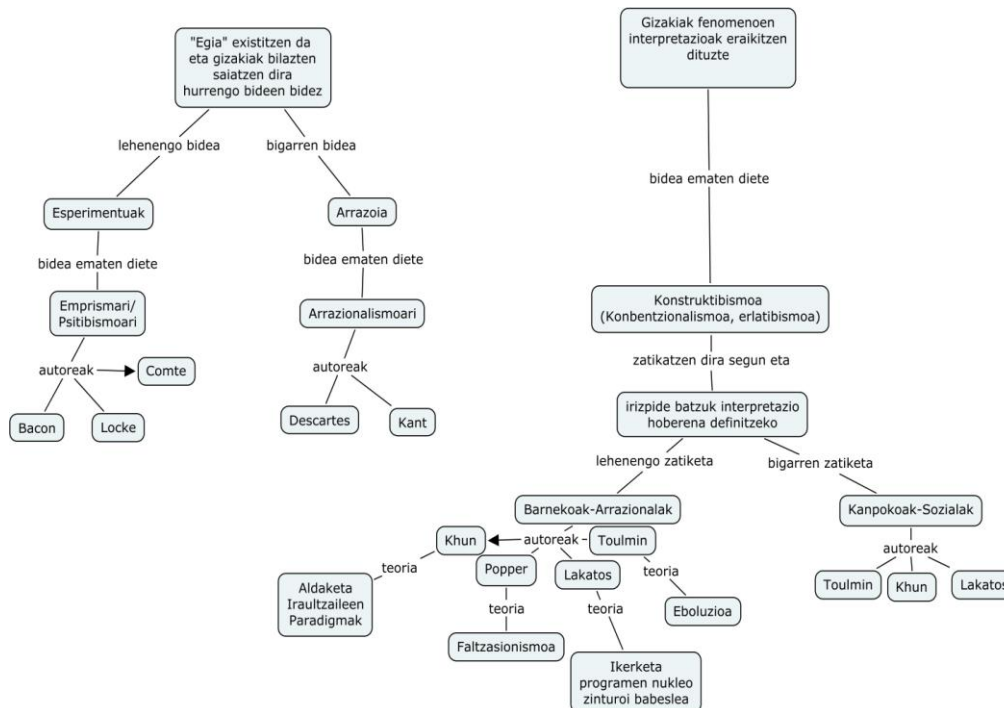 "Egia" existitzen da
eta gizakiak bilazten
saiatzen dira
hurrengo bideen bidez
lehenengo bidea
bigarren bidea
Esperimentuak
Arrazoia
bidea ematen diete
bidea ematen diete
Emprismari/
Psitibismoari
Arrazionalismoari
autoreak
Comte
autoreak
Bacon
Locke
Descartes
Kant
Gizakiak fenomenoen
interpretazioak eraikitzen
dituzte
bidea ematen diete
Konstruktibismoa
(Konbentzionalismoa, erlatibismoa)
zatikatzen dira segun eta
irizpide batzuk interpretazio
hoberena definitzeko
lehenengo zatiketa
bigarren zatiketa
Barnekoak-Arrazionalak
Kanpokoak-Sozialak
Khun
autoreak
Toulmin
autoreak
teoria
Popper
Lakatos
teoria
Toulmin
Khun
Lakatos
Aldaketa
Iraultzaileen
Paradigmak
teoria
teoria
Eboluzioa
Faltzasionismoa
Ikerketa
programen nukleo
zinturoi babeslea